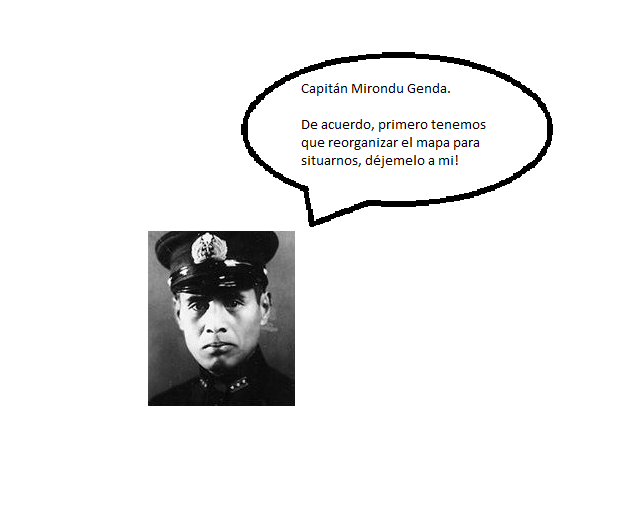 Capitán Mirondu Genda.
De acuerdo, primero tenemos
que reorganizar el mapa para
situarnos, déjemelo a mi!